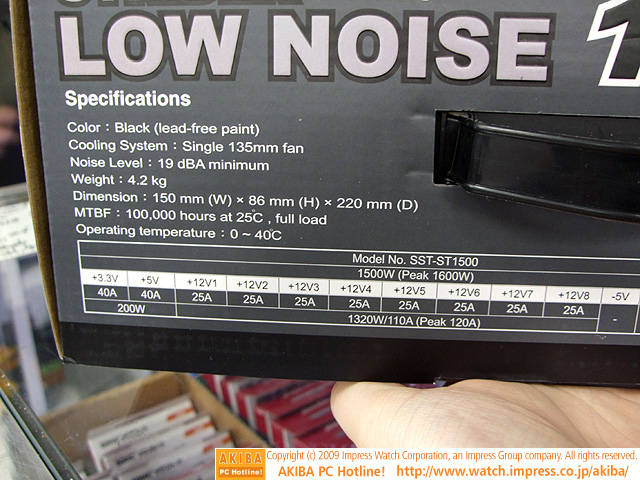 LOW NOISE
Specifications
Color : Black (lead-free paint)
Cooling System : Single 135mm fan
Noise Level : 19 dBA minimum
Weight : 4.2 kg
Dimension : 150 mm (W) × 86 mm (H) × 220 mm (D)
MTBF : 100,000 hours at 25℃ , full load
Operating temperature : 0 ~ 40℃
Model No. SST-ST1500
1500W (Peak 1600W)
+3.3V +5V +12V1 +12V2 +12V3 +12V4 +12V5 +12V6 +12V7 +12V8 -5V
40A 40A 25A 25A 25A 25A 25A 25A 25A 25A -
200W 1320W/110A (Peak 120A)
AKIBA PC Hotline!
Copyright (c) 2009 Impress Watch Corporation, an Impress Group company. All rights reserved.
AKIBA PC Hotline! http://www.watch.impress.co.jp/akiba/